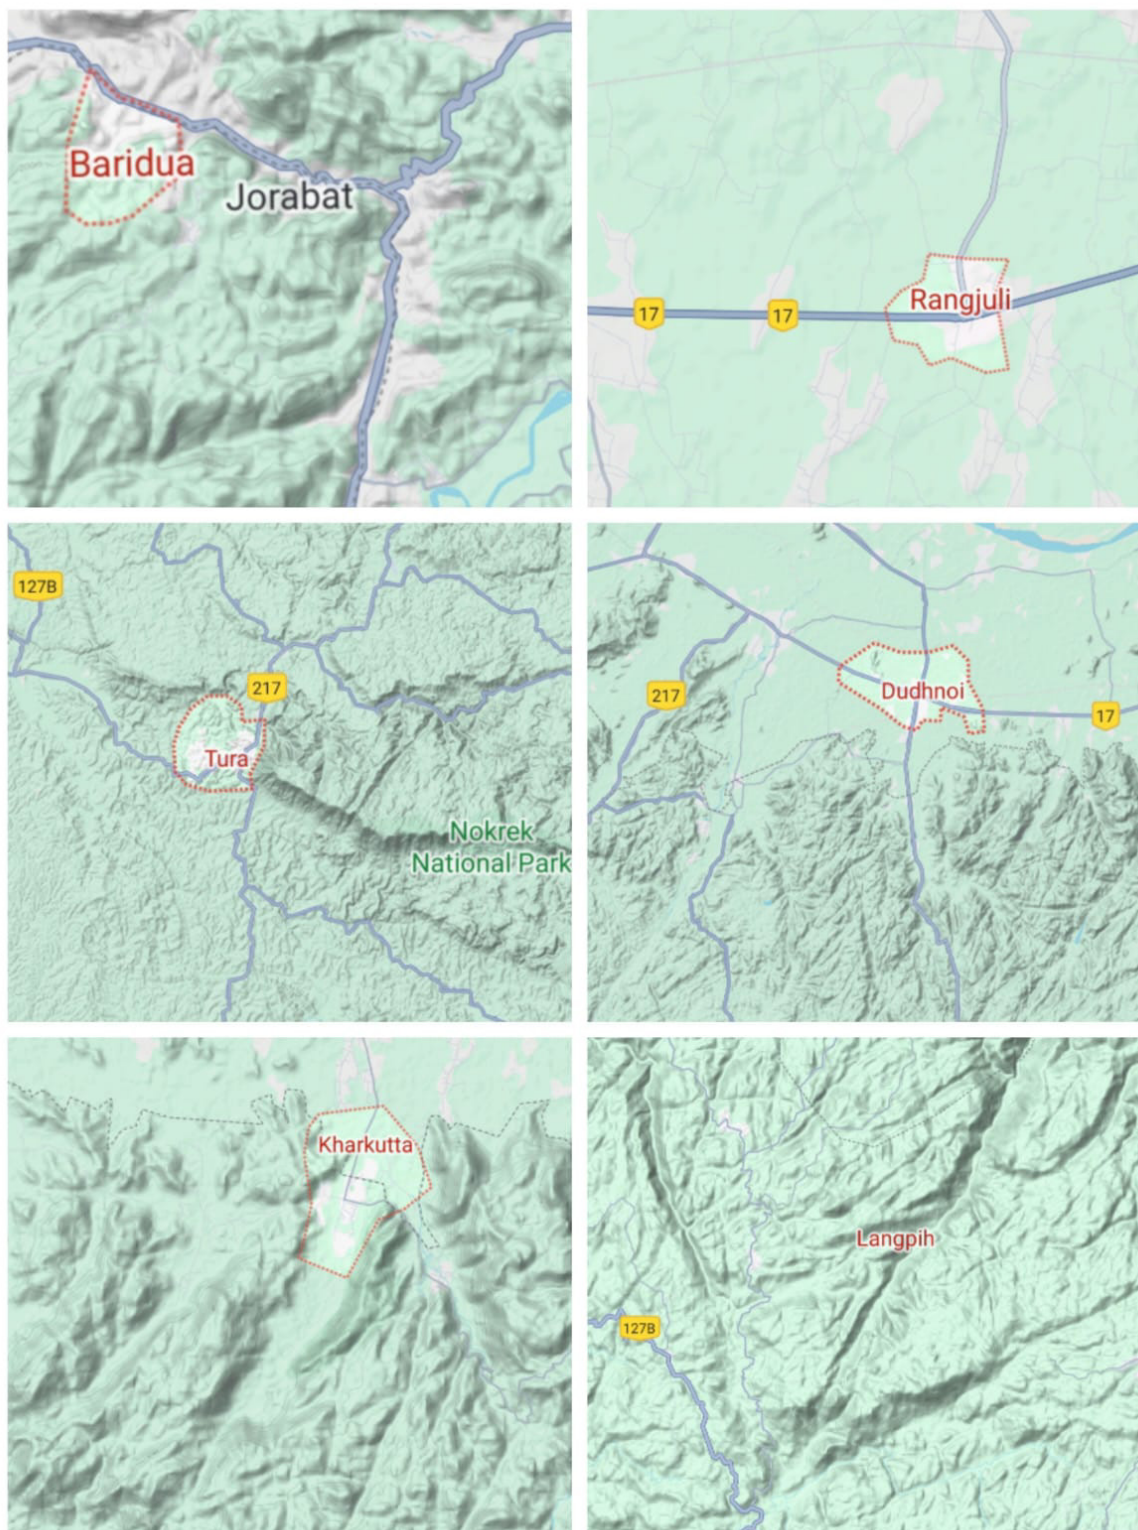 Baridua
Jorabat
17
17
Rangjuli
127B
217
Tura
Nokrek
National Park
217
Dudhnoi
17
Kharkutta
Langpih
127B